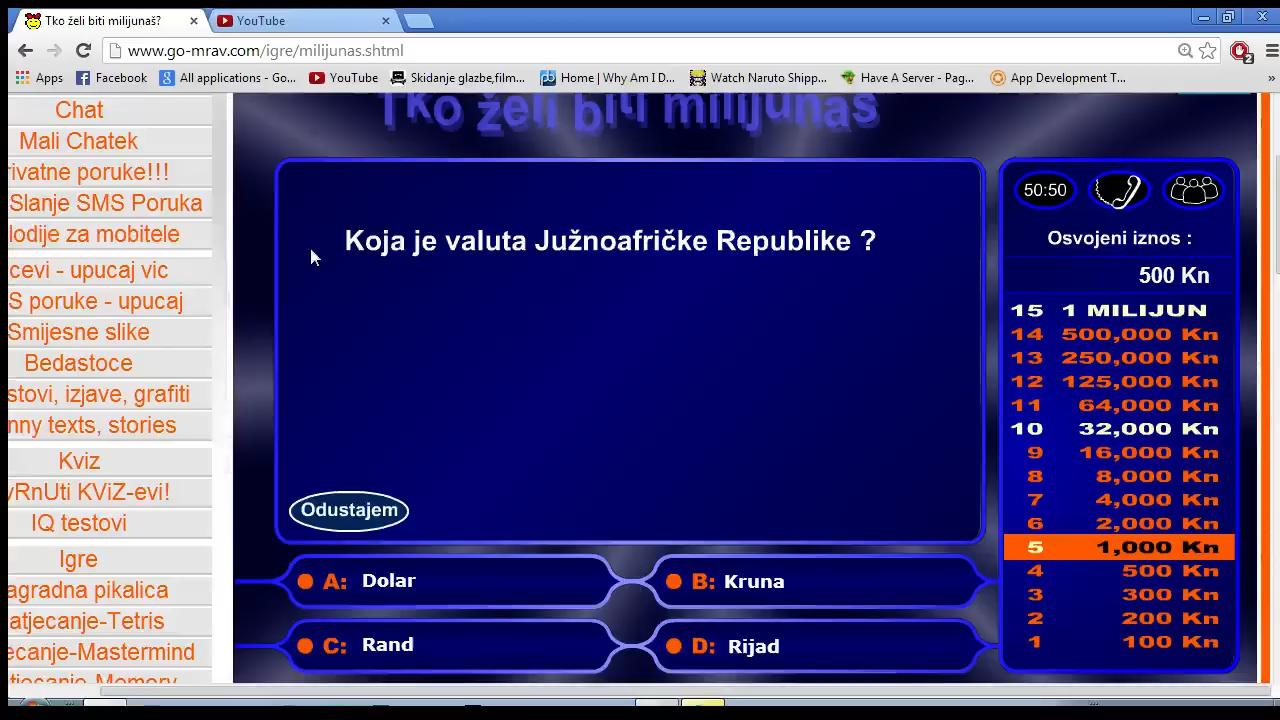 Tko želi biti milijunaš?
YouTube
www.go-mrav.com/igre/milijunas.shtml
Apps
Facebook
All applications - Go...
YouTube
Skidanje glazbe,film...
Home | Why Am I D...
Watch Naruto Shipp...
Have A Server - Pag...
App Development T...
»
2
Chat
Mali Chatek
rivatne poruke!!!
Slanje SMS Poruka
lodije za mobitele
cevi - upucaj vic
S poruke - upucaj
Smijesne slike
Bedastoce
stovi, izjave, grafiti
nny texts, stories
Kviz
vRnUti KViZ-evi!
IQ testovi
Igre
agradna pikalica
atjecanje-Tetris
ecanje-Mastermind
tjecanje-Memory
Tko želi biti milijunaš
Koja je valuta Južnoafričke Republike ?
Odustajem
A: Dolar
B: Kruna
C: Rand
D: Rijad
50:50
Osvojeni iznos :
500 Kn
15 1 MILIJUN
14 500,000 Kn
13 250,000 Kn
12 125,000 Kn
11 64,000 Kn
10 32,000 Kn
9 16,000 Kn
8 8,000 Kn
7 4,000 Kn
6 2,000 Kn
5 1,000 Kn
4 500 Kn
3 300 Kn
2 200 Kn
1 100 Kn